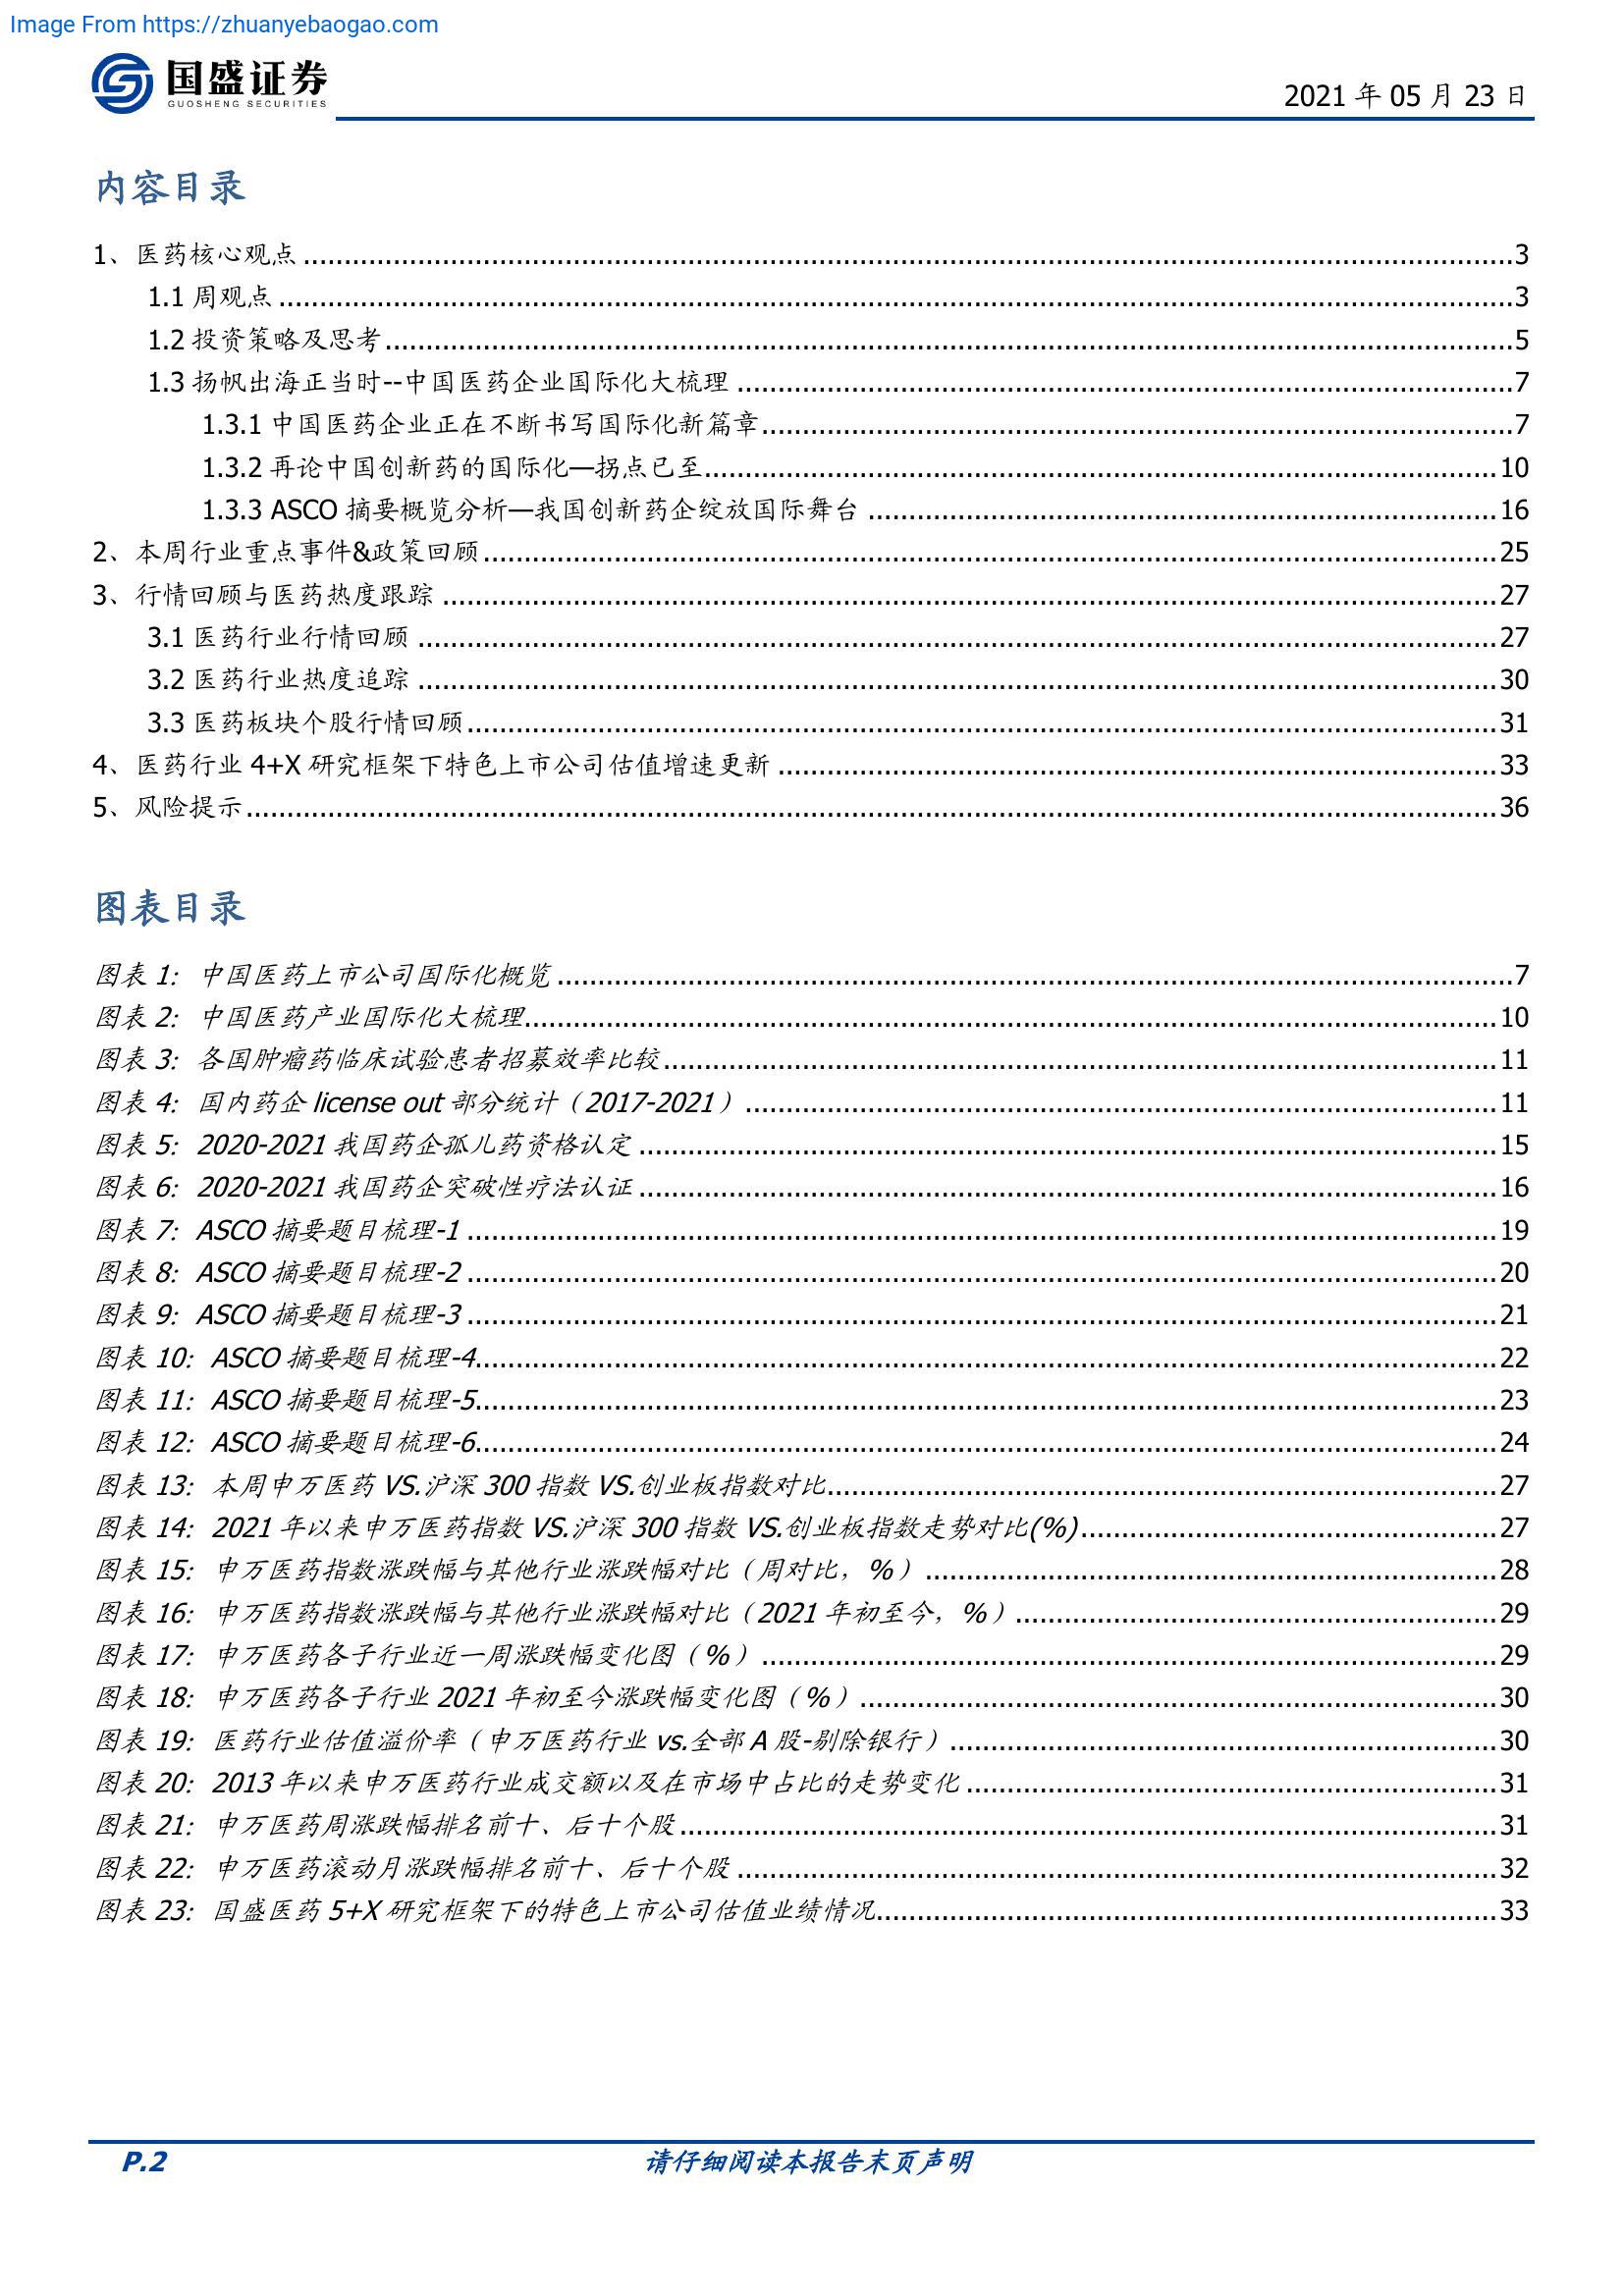 Image From https://zhuanyebaogao.com
国盛证券
GUOSHENG SECURITIES
2021 年 05 月 23 日
内容目录
1、医药核心观点 ........................................ 3
1.1 周观点 ........................................ 3
1.2 投资策略及思考 ........................................ 5
1.3 扬帆出海正当时--中国医药企业国际化大梳理 ........................................ 7
1.3.1 中国医药企业正在不断书写国际化新篇章 ........................................ 7
1.3.2 再论中国创新药的国际化—拐点已至 ........................................ 10
1.3.3 ASCO 摘要概览分析—我国创新药企绽放国际舞台 ........................................ 16
2、本周行业重点事件&政策回顾 ........................................ 25
3、行情回顾与医药热度跟踪 ........................................ 27
3.1 医药行业行情回顾 ........................................ 27
3.2 医药行业热度追踪 ........................................ 30
3.3 医药板块个股行情回顾 ........................................ 31
4、医药行业 4+X 研究框架下特色上市公司估值增速更新 ........................................ 33
5、风险提示 ........................................ 36
图表目录
图表 1: 中国医药上市公司国际化概览 ........................................ 7
图表 2: 中国医药产业国际化大梳理 ........................................ 10
图表 3: 各国肿瘤药临床试验患者招募效率比较 ........................................ 11
图表 4: 国内药企 license out 部分统计（2017-2021） ........................................ 11
图表 5: 2020-2021 我国药企孤儿药资格认定 ........................................ 15
图表 6: 2020-2021 我国药企突破性疗法认证 ........................................ 16
图表 7: ASCO 摘要题目梳理-1 ........................................ 19
图表 8: ASCO 摘要题目梳理-2 ........................................ 20
图表 9: ASCO 摘要题目梳理-3 ........................................ 21
图表 10: ASCO 摘要题目梳理-4 ........................................ 22
图表 11: ASCO 摘要题目梳理-5 ........................................ 23
图表 12: ASCO 摘要题目梳理-6 ........................................ 24
图表 13: 本周申万医药 VS.沪深 300 指数 VS.创业板指数对比 ........................................ 27
图表 14: 2021 年以来申万医药指数 VS.沪深 300 指数 VS.创业板指数走势对比(%) ........................................ 27
图表 15: 申万医药指数涨跌幅与其他行业涨跌幅对比（周对比，%） ........................................ 28
图表 16: 申万医药指数涨跌幅与其他行业涨跌幅对比（2021 年初至今，%） ........................................ 29
图表 17: 申万医药各子行业近一周涨跌幅变化图（%） ........................................ 29
图表 18: 申万医药各子行业 2021 年初至今涨跌幅变化图（%） ........................................ 30
图表 19: 医药行业估值溢价率（申万医药行业 vs.全部 A 股-剔除银行） ........................................ 30
图表 20: 2013 年以来申万医药行业成交额以及在市场中占比的走势变化 ........................................ 31
图表 21: 申万医药周涨跌幅排名前十、后十个股 ........................................ 31
图表 22: 申万医药滚动月涨跌幅排名前十、后十个股 ........................................ 32
图表 23: 国盛医药 5+X 研究框架下的特色上市公司估值业绩情况 ........................................ 33
P.2
请仔细阅读本报告末页声明